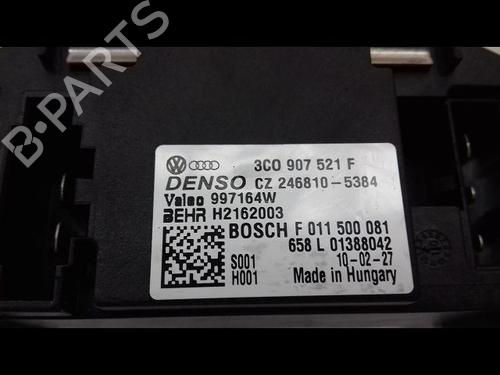 B-PARTS
3C0 907 521 F
DENSO CZ 246810-5384
Valeo 997164W
BEHR H2162003
BOSCH F 011 500 081
658 L 01388042
S001 10-02-27
H001 Made in Hungary